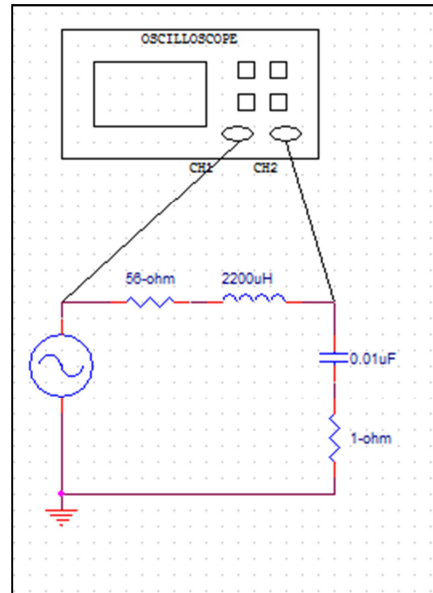 OSCILLOSCOPE
CH1 CH2
56-ohm 2200uH
0.01uF
1-ohm